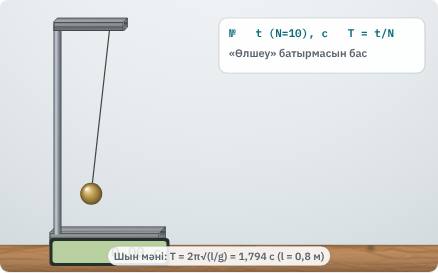 № t (N=10), с T = t/N
«Өлшеу» батырмасын бас
Шын мәні: T = 2π√(l/g) = 1,794 с (l = 0,8 м)